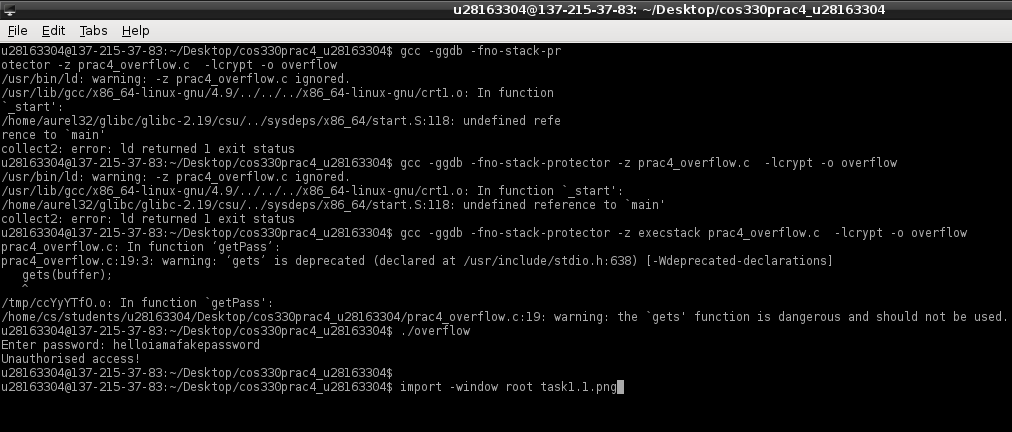 u28163304@137-215-37-83: ~/Desktop/cos330prac4_u28163304
File Edit Tabs Help
u28163304@137-215-37-83:~/Desktop/cos330prac4_u28163304$ gcc -ggdb -fno-stack-pr
otector -z prac4_overflow.c  -lcrypt -o overflow
/usr/bin/ld: warning: -z prac4_overflow.c ignored.
/usr/lib/gcc/x86_64-linux-gnu/4.9/../../../x86_64-linux-gnu/crt1.o: In function
`_start':
/home/aurel32/glibc/glibc-2.19/csu/../sysdeps/x86_64/start.S:118: undefined refe
rence to `main'
collect2: error: ld returned 1 exit status
u28163304@137-215-37-83:~/Desktop/cos330prac4_u28163304$ gcc -ggdb -fno-stack-protector -z prac4_overflow.c  -lcrypt -o overflow
/usr/bin/ld: warning: -z prac4_overflow.c ignored.
/usr/lib/gcc/x86_64-linux-gnu/4.9/../../../x86_64-linux-gnu/crt1.o: In function `_start':
/home/aurel32/glibc/glibc-2.19/csu/../sysdeps/x86_64/start.S:118: undefined reference to `main'
collect2: error: ld returned 1 exit status
u28163304@137-215-37-83:~/Desktop/cos330prac4_u28163304$ gcc -ggdb -fno-stack-protector -z execstack prac4_overflow.c  -lcrypt -o overflow
prac4_overflow.c: In function ‘getPass’:
prac4_overflow.c:19:3: warning: ‘gets’ is deprecated (declared at /usr/include/stdio.h:638) [-Wdeprecated-declarations]
   gets(buffer);
   ^
/tmp/ccYyYTfO.o: In function `getPass':
/home/cs/students/u28163304/Desktop/cos330prac4_u28163304/prac4_overflow.c:19: warning: the `gets' function is dangerous and should not be used.
u28163304@137-215-37-83:~/Desktop/cos330prac4_u28163304$ ./overflow
Enter password: helloiamafakepassword
Unauthorised access!
u28163304@137-215-37-83:~/Desktop/cos330prac4_u28163304$
u28163304@137-215-37-83:~/Desktop/cos330prac4_u28163304$ import -window root task1.1.png